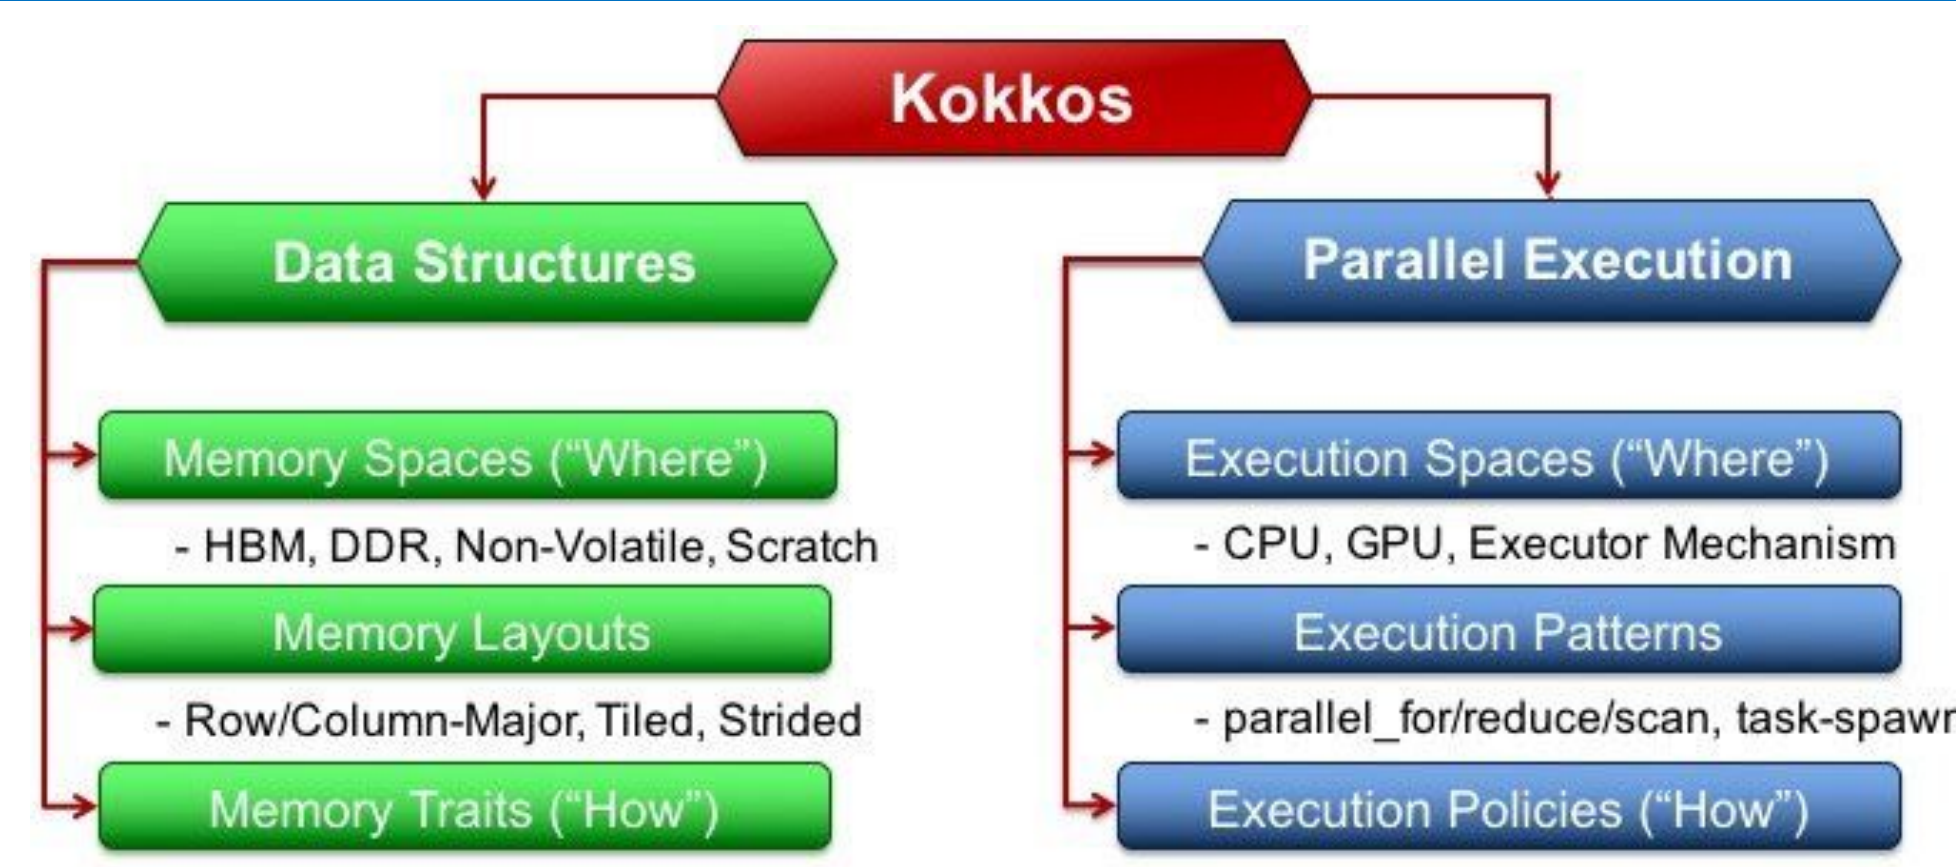 Kokkos
Data Structures
Memory Spaces (“Where”)
- HBM, DDR, Non-Volatile, Scratch
Memory Layouts
- Row/Column-Major, Tiled, Strided
Memory Traits (“How”)
Parallel Execution
Execution Spaces (“Where”)
- CPU, GPU, Executor Mechanism
Execution Patterns
- parallel_for/reduce/scan, task-spawn
Execution Policies (“How”)